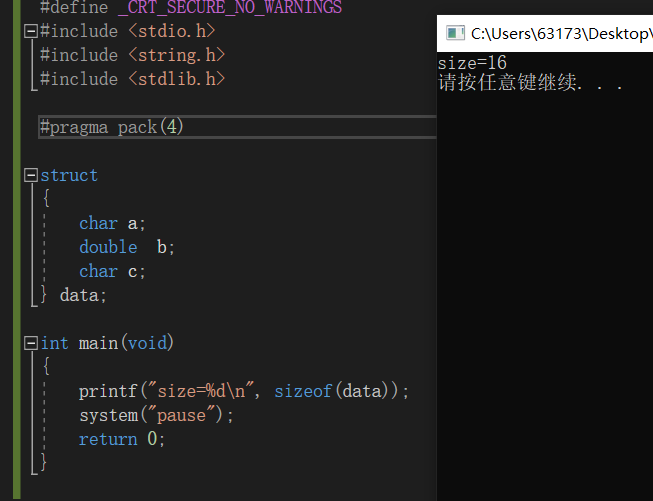 #define _CRT_SECURE_NO_WARNINGS
#include <stdio.h>
#include <string.h>
#include <stdlib.h>
#pragma pack(4)
struct
{
char a;
double  b;
char c;
} data;
int main(void)
{
printf("size=%d\n", sizeof(data));
system("pause");
return 0;
}
C:\Users\63173\Desktop\
size=16
请按任意键继续. . .